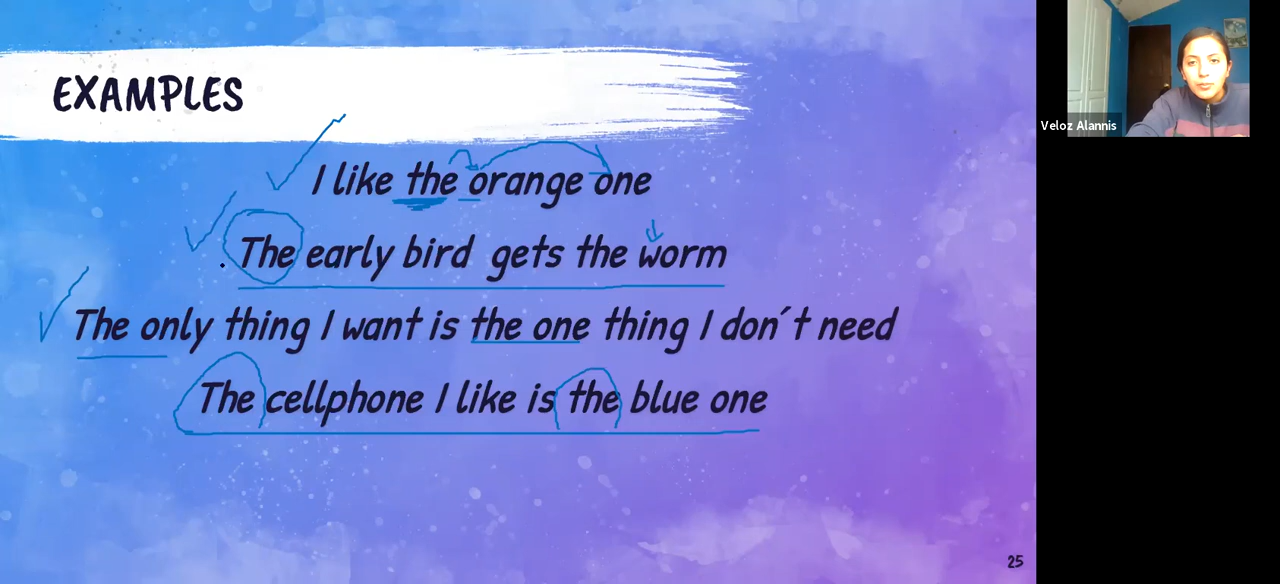 EXAMPLES
Veloz Alannis
I like the orange one
The early bird gets the worm
The only thing I want is the one thing I don´t need
The cellphone I like is the blue one
25